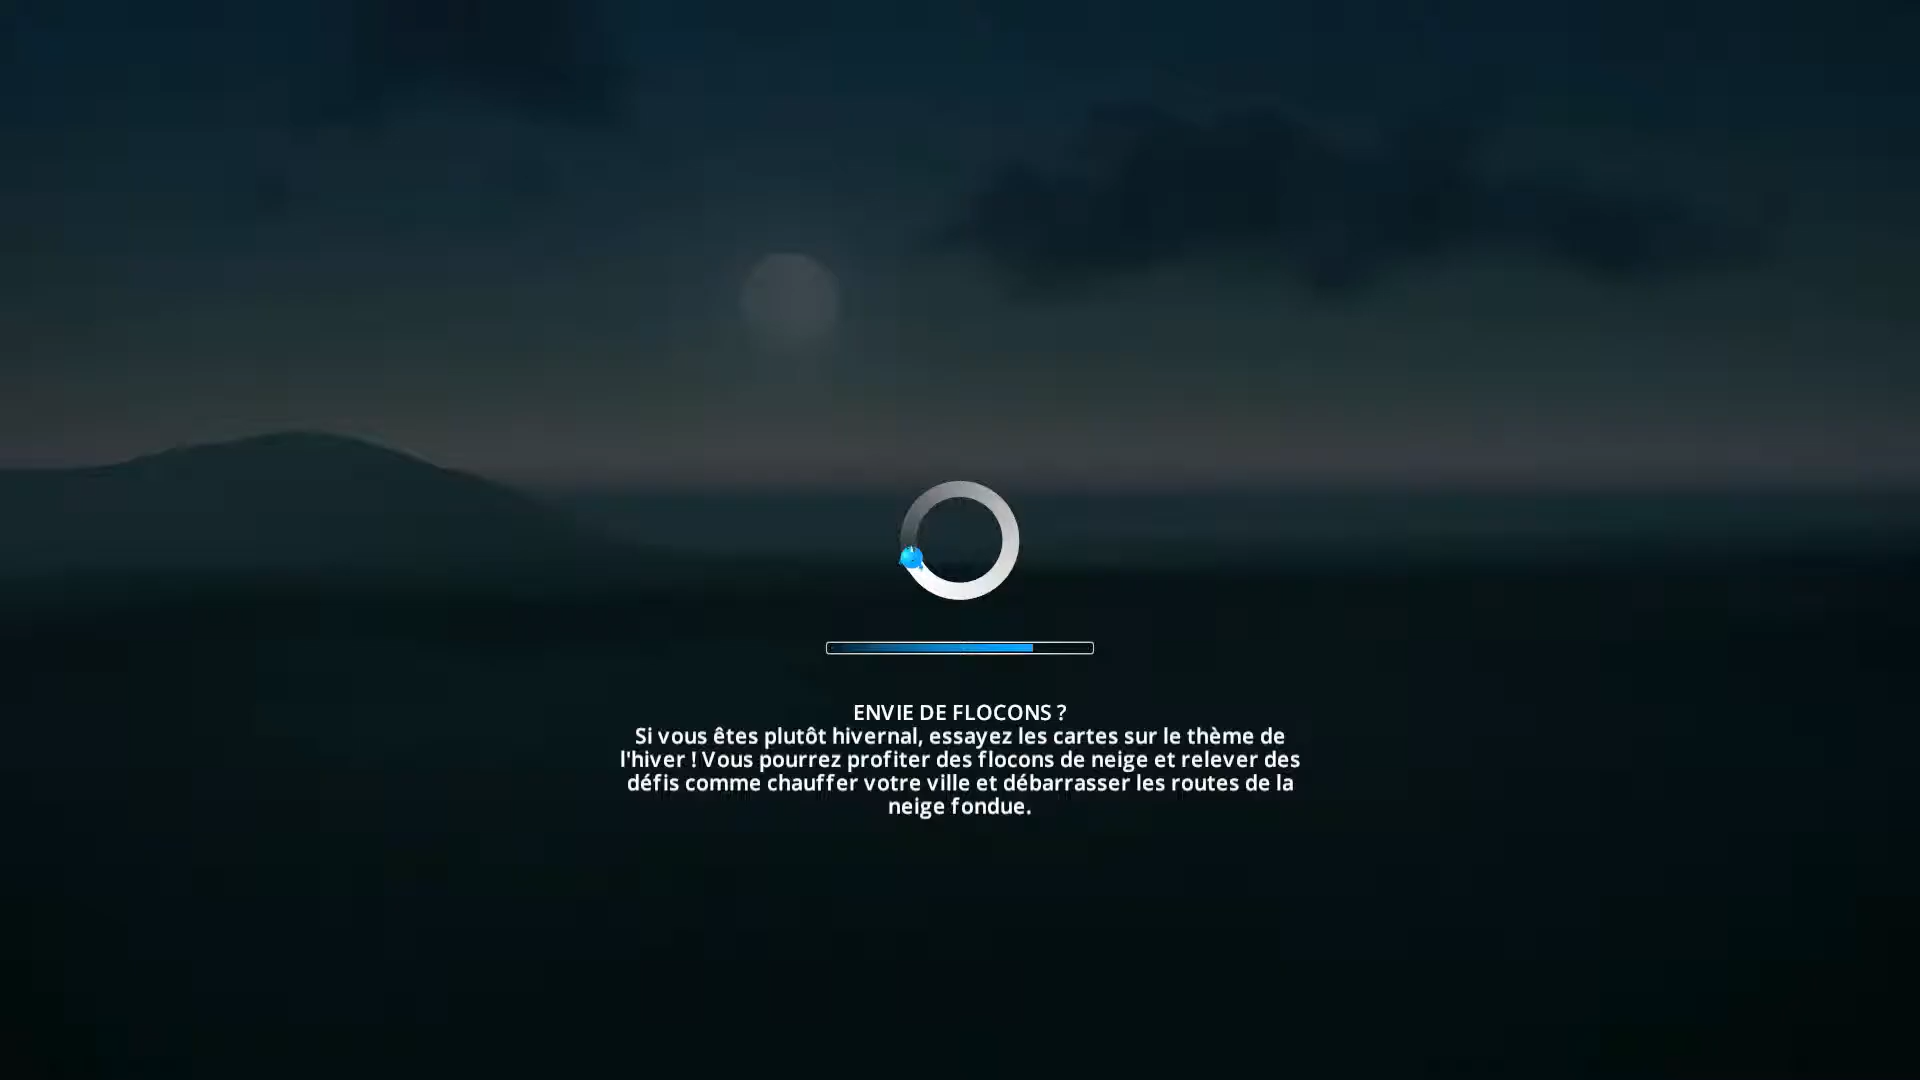 ENVIE DE FLOCONS ?
Si vous êtes plutôt hivernal, essayez les cartes sur le thème de
l'hiver ! Vous pourrez profiter des flocons de neige et relever des
défis comme chauffer votre ville et débarrasser les routes de la
neige fondue.